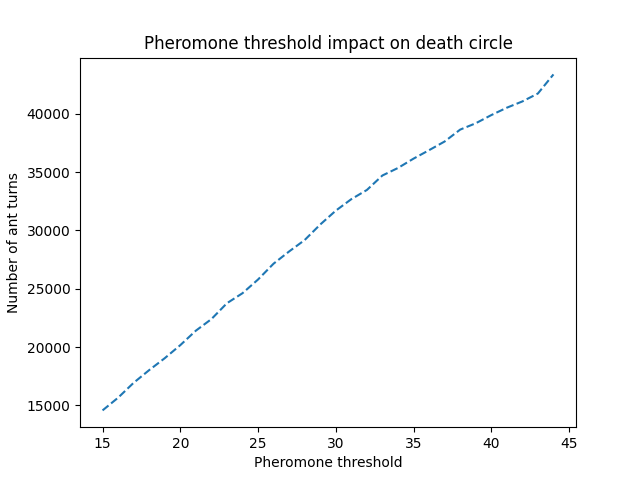 Pheromone threshold impact on death circle
Number of ant turns
40000
35000
30000
25000
20000
15000
15 20 25 30 35 40 45
Pheromone threshold